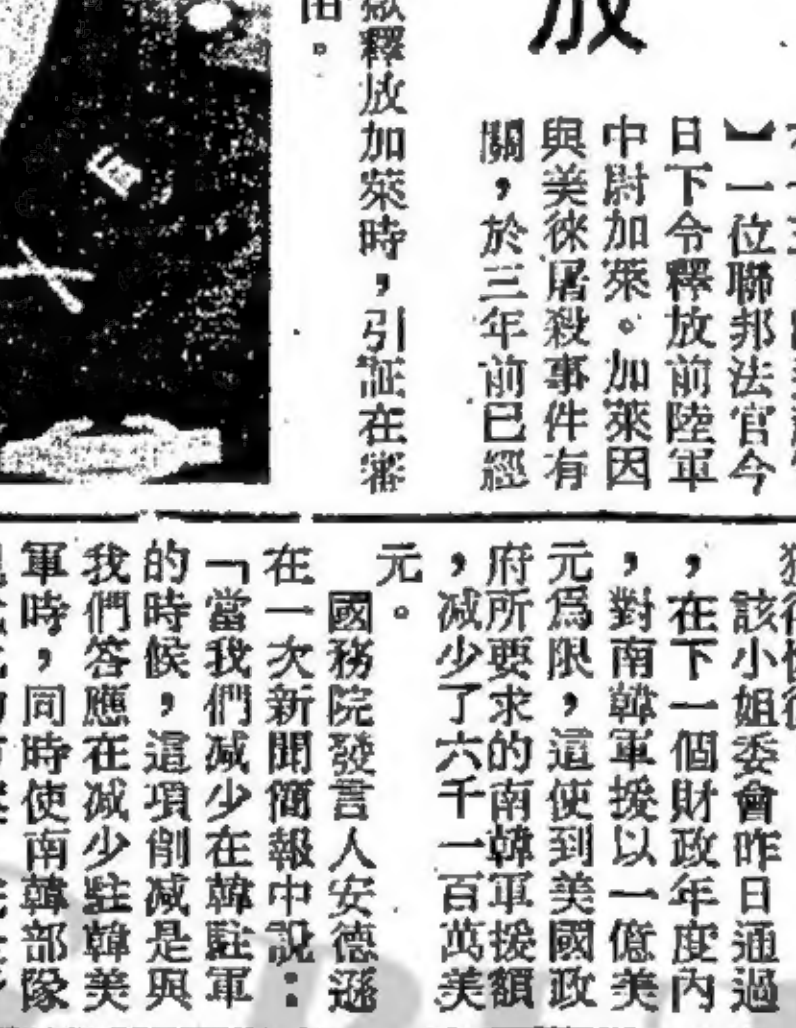 放
】一位聯邦法官今
日下令釋放前陸軍
中尉加萊。加萊因
與美徠屠殺事件有
關，於三年前已經
釋放加萊時，引証在審
該小姐委會昨日通過
，在下一個財政年度內
，對南韓軍援以一億美
元爲限，這使到美國政
府所要求的南韓軍援額
，减少了六千一百萬美
元。
國務院發言人安德遜
在一次新聞簡報中說：
「當我們减少在韓駐軍
的時候，這項削减是與
我們答應在减少駐韓美
軍時，同時使南韓部隊